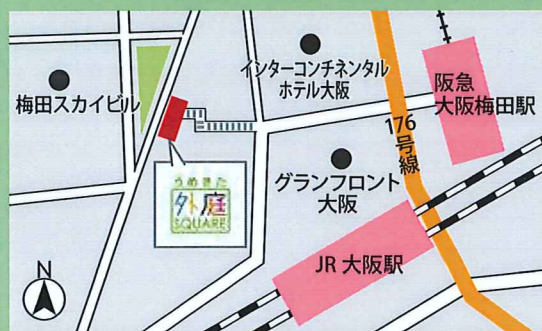 梅田スカイビル
インターコンチネンタル
ホテル大阪
阪急
大阪梅田駅
176
号線
うめきた
外庭
SQUARE
グランフロント
大阪
JR 大阪駅
N